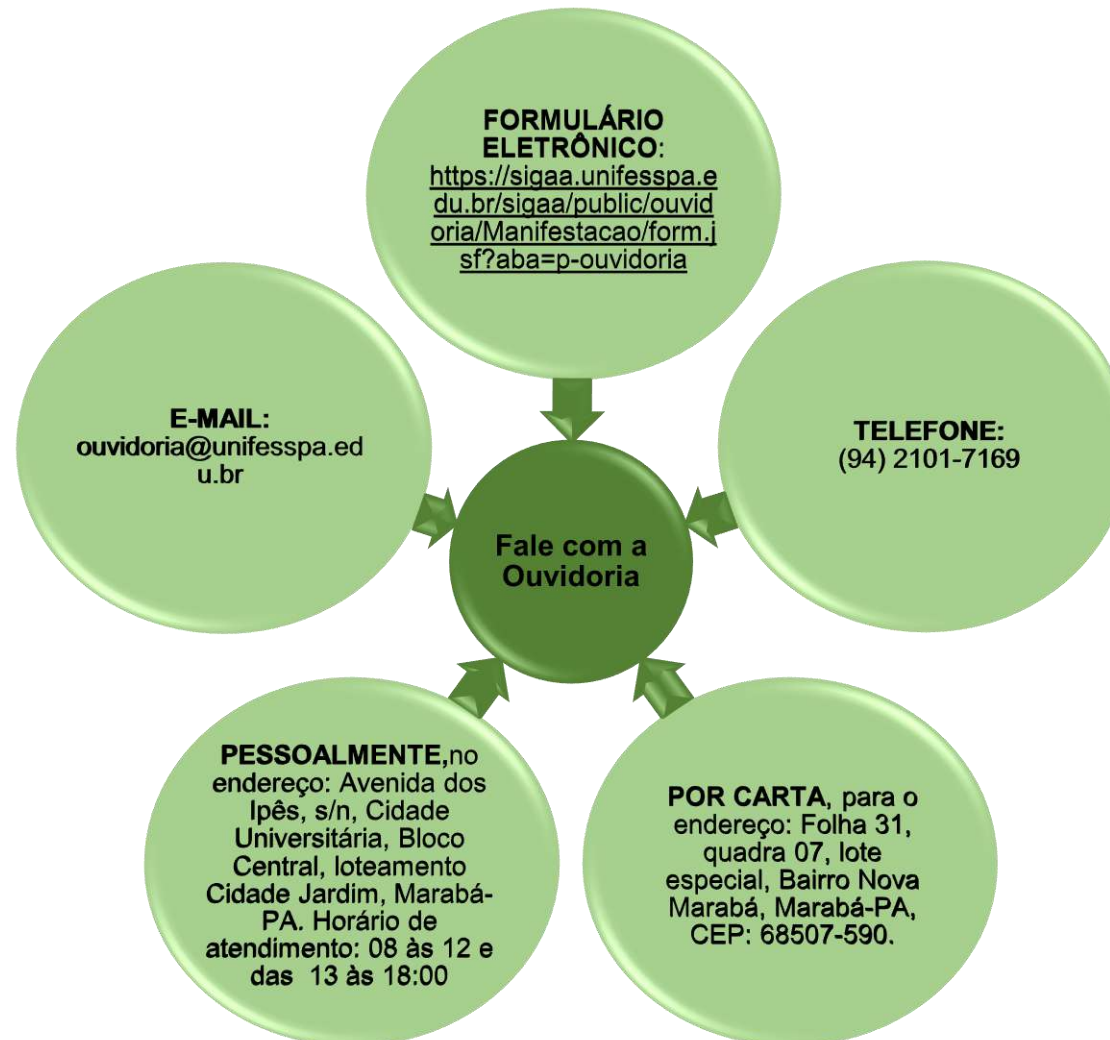 FORMULÁRIO
ELETRÔNICO:
https://sigaa.unifesspa.e
du.br/sigaa/public/ouvid
oria/Manifestacao/form.j
sf?aba=p-ouvidoria
E-MAIL:
ouvidoria@unifesspa.ed
u.br
TELEFONE:
(94) 2101-7169
Fale com a
Ouvidoria
PESSOALMENTE,no
endereço: Avenida dos
Ipês, s/n, Cidade
Universitária, Bloco
Central, loteamento
Cidade Jardim, Marabá-
PA. Horário de
atendimento: 08 às 12 e
das 13 às 18:00
POR CARTA, para o
endereço: Folha 31,
quadra 07, lote
especial, Bairro Nova
Marabá, Marabá-PA,
CEP: 68507-590.